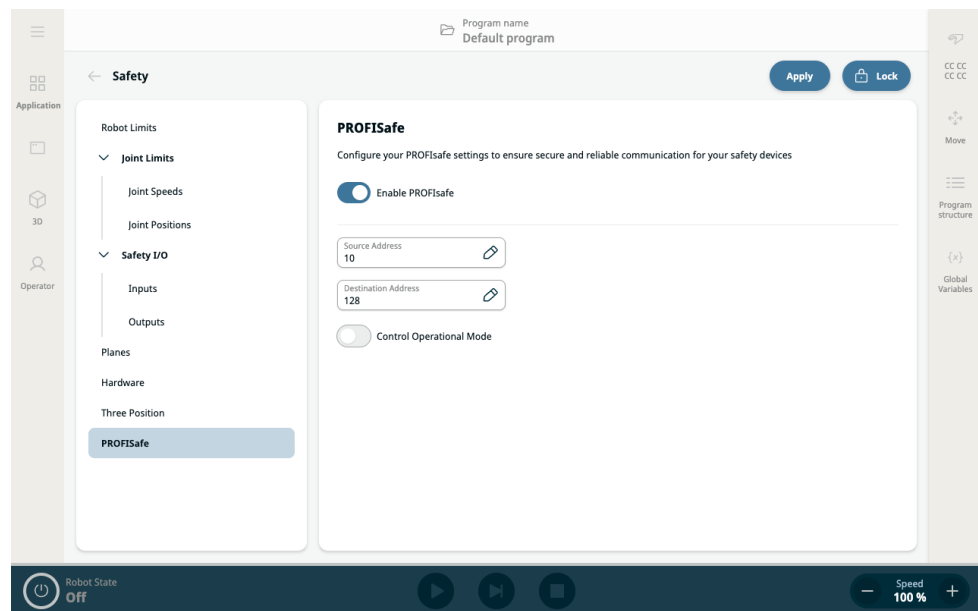 Program name
Default program
Application
3D
Operator
Safety
Apply
Lock
Robot Limits
Joint Limits
Joint Speeds
Joint Positions
Safety I/O
Inputs
Outputs
Planes
Hardware
Three Position
PROFISafe
PROFISafe
Configure your PROFIsafe settings to ensure secure and reliable communication for your safety devices
Enable PROFIsafe
Source Address
10
Destination Address
128
Control Operational Mode
CC CC
CC CC
Move
Program
structure
{x}
Global
Variables
Robot State
Off
Speed
100 %